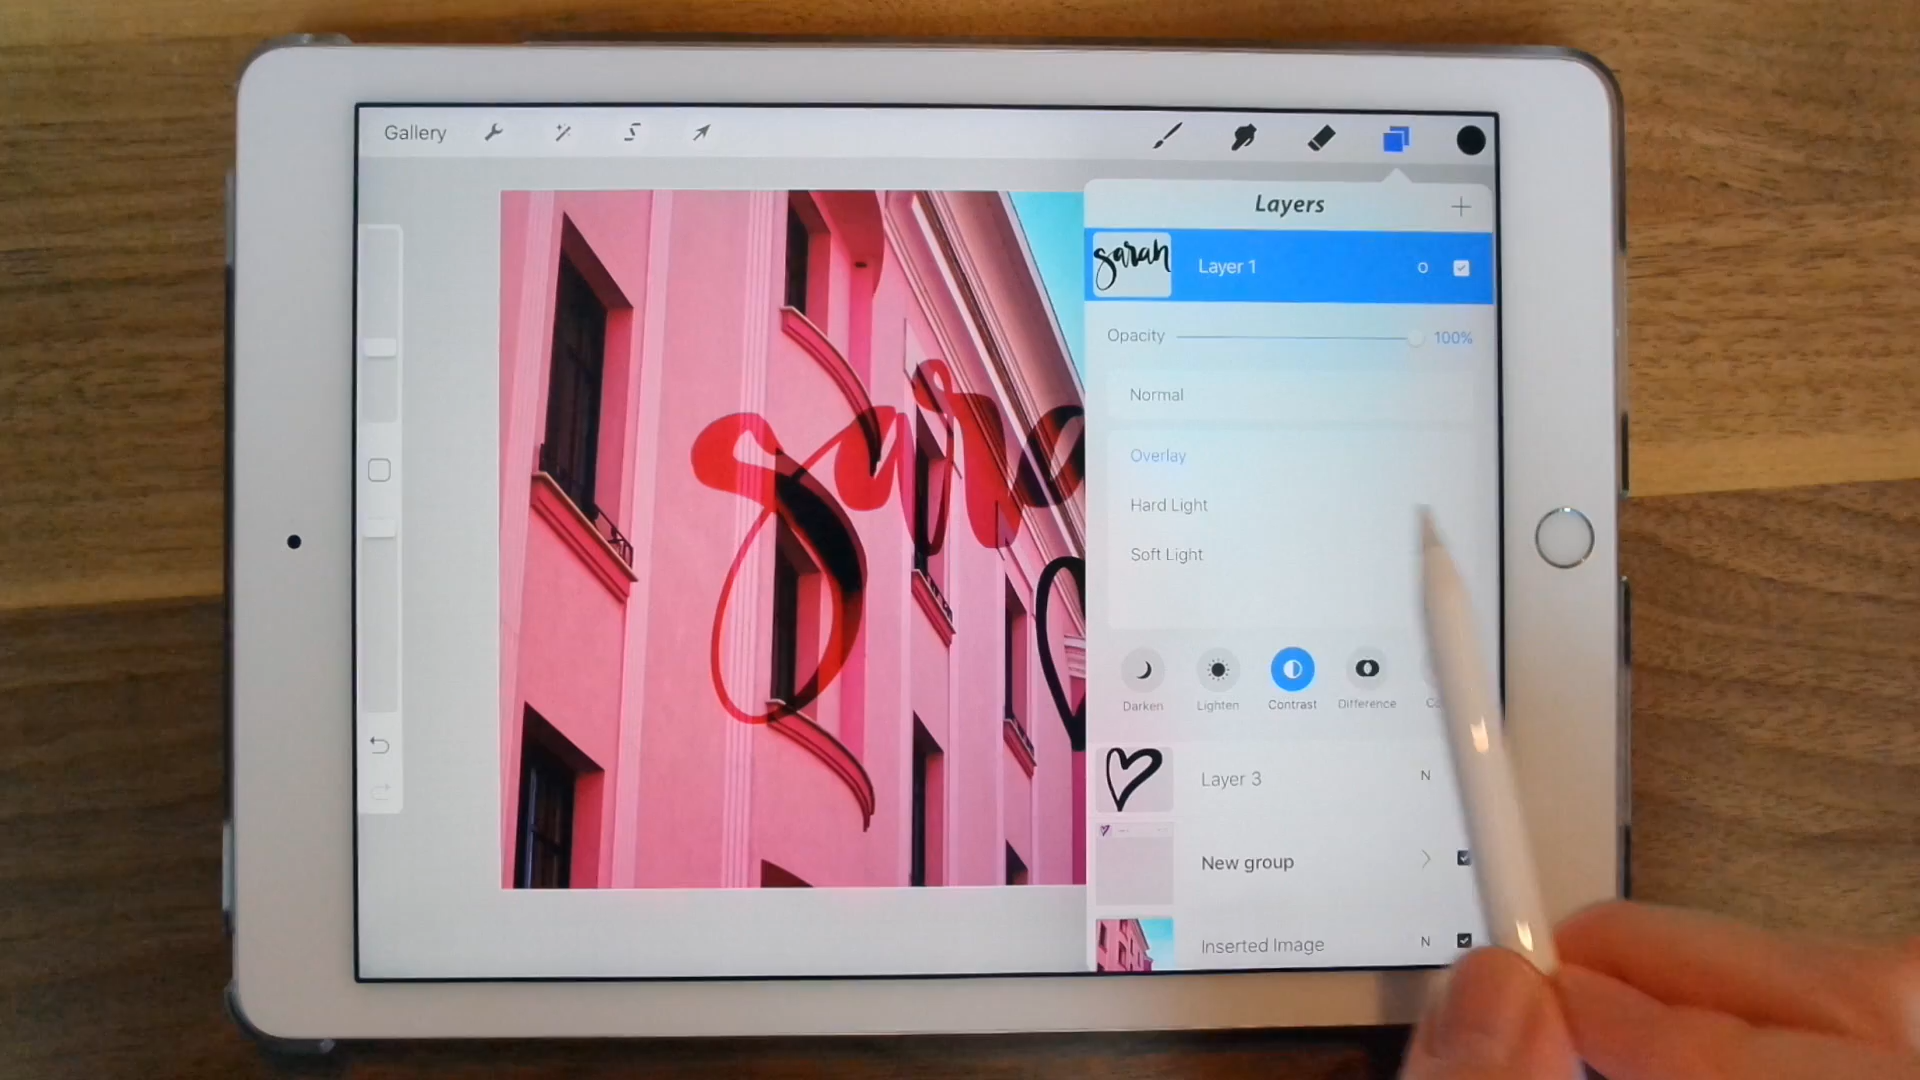 Gallery
Layers
sarah
Layer 1
O
Opacity
100%
Normal
Overlay
Hard Light
Soft Light
Darken
Lighten
Contrast
Difference
Layer 3
N
New group
Inserted Image
N
sara